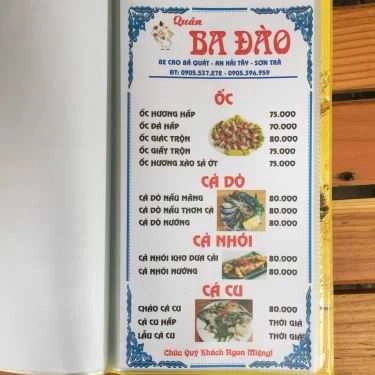 Quán
BA ĐÀO
ĐT: 0905.537.272 - 0905.396.959
ỐC
ỐC HƯƠNG HẤP 75.000
ỐC ĐÁ HẤP 70.000
ỐC GIÁC TRỘN 80.000
ỐC GIẤY TRỘN 75.000
ỐC HƯƠNG XÀO SẢ ỚT 75.000
CÁ DÒ
CÁ DÒ NẤU MĂNG 80.000
CÁ DÒ NẤU THƠM CÀ 80.000
CÁ DÒ NƯỚNG 80.000
CÁ NHÓI
CÁ NHÓI KHO DƯA CẢI 80.000
CÁ NHÓI NƯỚNG 80.000
CÁ CU
CHÁO CÁ CU 80.000
CÁ CU HẤP THỜI GIÁ
LẨU CÁ CU THỜI GIÁ
Chúc Quý Khách Ngon Miệng!